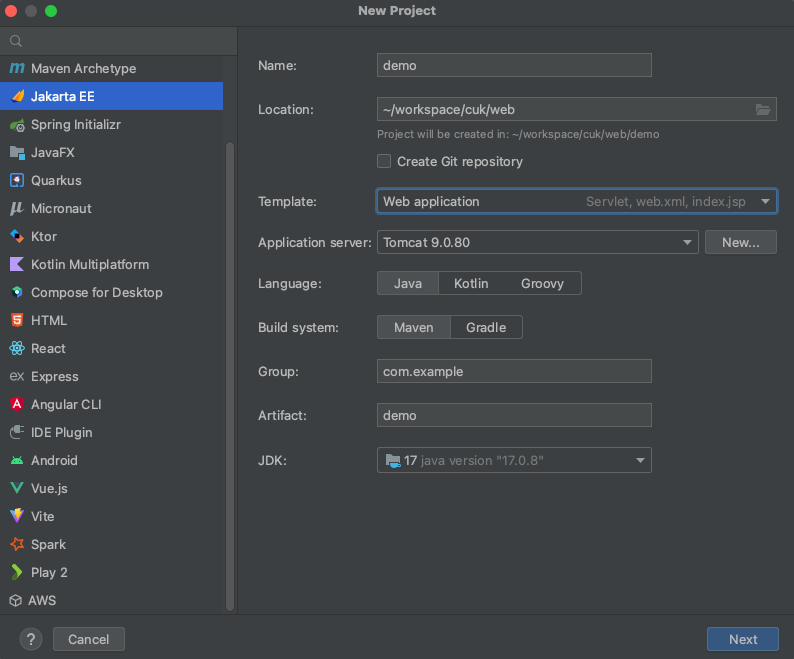 New Project
Maven Archetype
Jakarta EE
Spring Initializr
JavaFX
Quarkus
Micronaut
Ktor
Kotlin Multiplatform
Compose for Desktop
HTML
React
ex Express
Angular CLI
IDE Plugin
Android
Vue.js
Vite
Spark
Play 2
AWS
Name: demo
Location: ~/workspace/cuk/web
Project will be created in: ~/workspace/cuk/web/demo
Create Git repository
Template: Web application Servlet, web.xml, index.jsp
Application server: Tomcat 9.0.80 New...
Language: Java Kotlin Groovy
Build system: Maven Gradle
Group: com.example
Artifact: demo
JDK: 17 java version "17.0.8"
? Cancel Next